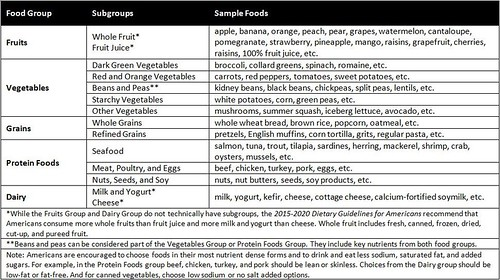 Food Group Subgroups Sample Foods
Fruits
Whole Fruit*
Fruit Juice*
apple, banana, orange, peach, pear, grapes, watermelon, cantaloupe,
pomegranate, strawberry, pineapple, mango, raisins, grapefruit, cherries,
raisins, 100% fruit juice, etc.
Vegetables
Dark Green Vegetables broccoli, collard greens, spinach, romaine, etc.
Red and Orange Vegetables carrots, red peppers, tomatoes, sweet potatoes, etc.
Beans and Peas** kidney beans, black beans, chickpeas, split peas, lentils, etc.
Starchy Vegetables white potatoes, corn, green peas, etc.
Other Vegetables mushrooms, summer squash, iceberg lettuce, avocado, etc.
Grains
Whole Grains whole wheat bread, brown rice, popcorn, oatmeal, etc.
Refined Grains pretzels, English muffins, corn tortilla, grits, regular pasta, etc.
Protein Foods
Seafood
salmon, tuna, trout, tilapia, sardines, herring, mackerel, shrimp, crab,
oysters, mussels, etc.
Meat, Poultry, and Eggs beef, chicken, turkey, pork, eggs, etc.
Nuts, Seeds, and Soy nuts, nut butters, seeds, soy products, etc.
Dairy
Milk and Yogurt*
Cheese*
milk, yogurt, kefir, cheese, cottage cheese, calcium-fortified soymilk, etc.
*While the Fruits Group and Dairy Group do not technically have subgroups, the 2015-2020 Dietary Guidelines for Americans recommend that
Americans consume more whole fruits than fruit juice and more milk and yogurt than cheese. Whole fruit includes fresh, canned, frozen, dried,
cut-up, and pureed fruit.
**Beans and peas can be considered part of the Vegetables Group or Protein Foods Group. They include key nutrients from both food groups.
Note: Americans are encouraged to choose foods in their most nutrient dense forms and to drink and eat less sodium, saturated fat, and added
sugars. For example, in the Protein Foods group beef, chicken, turkey, and pork should be lean or skinless. Choices from the Dairy group should be
low-fat or fat-free. And for canned vegetables, choose low sodium or no salt added options.